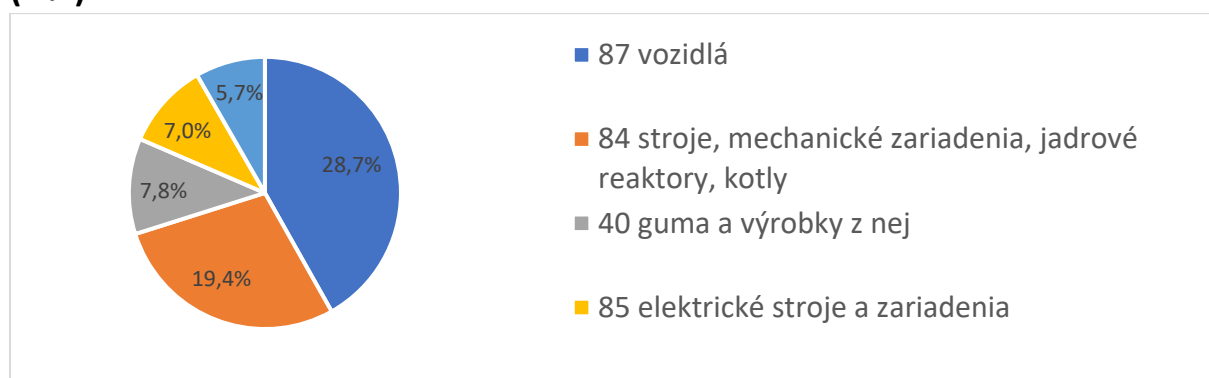 5,7%
7,0%
28,7%
7,8%
19,4%
87 vozidlá
84 stroje, mechanické zariadenia, jadrové
reaktory, kotly
40 guma a výrobky z nej
85 elektrické stroje a zariadenia